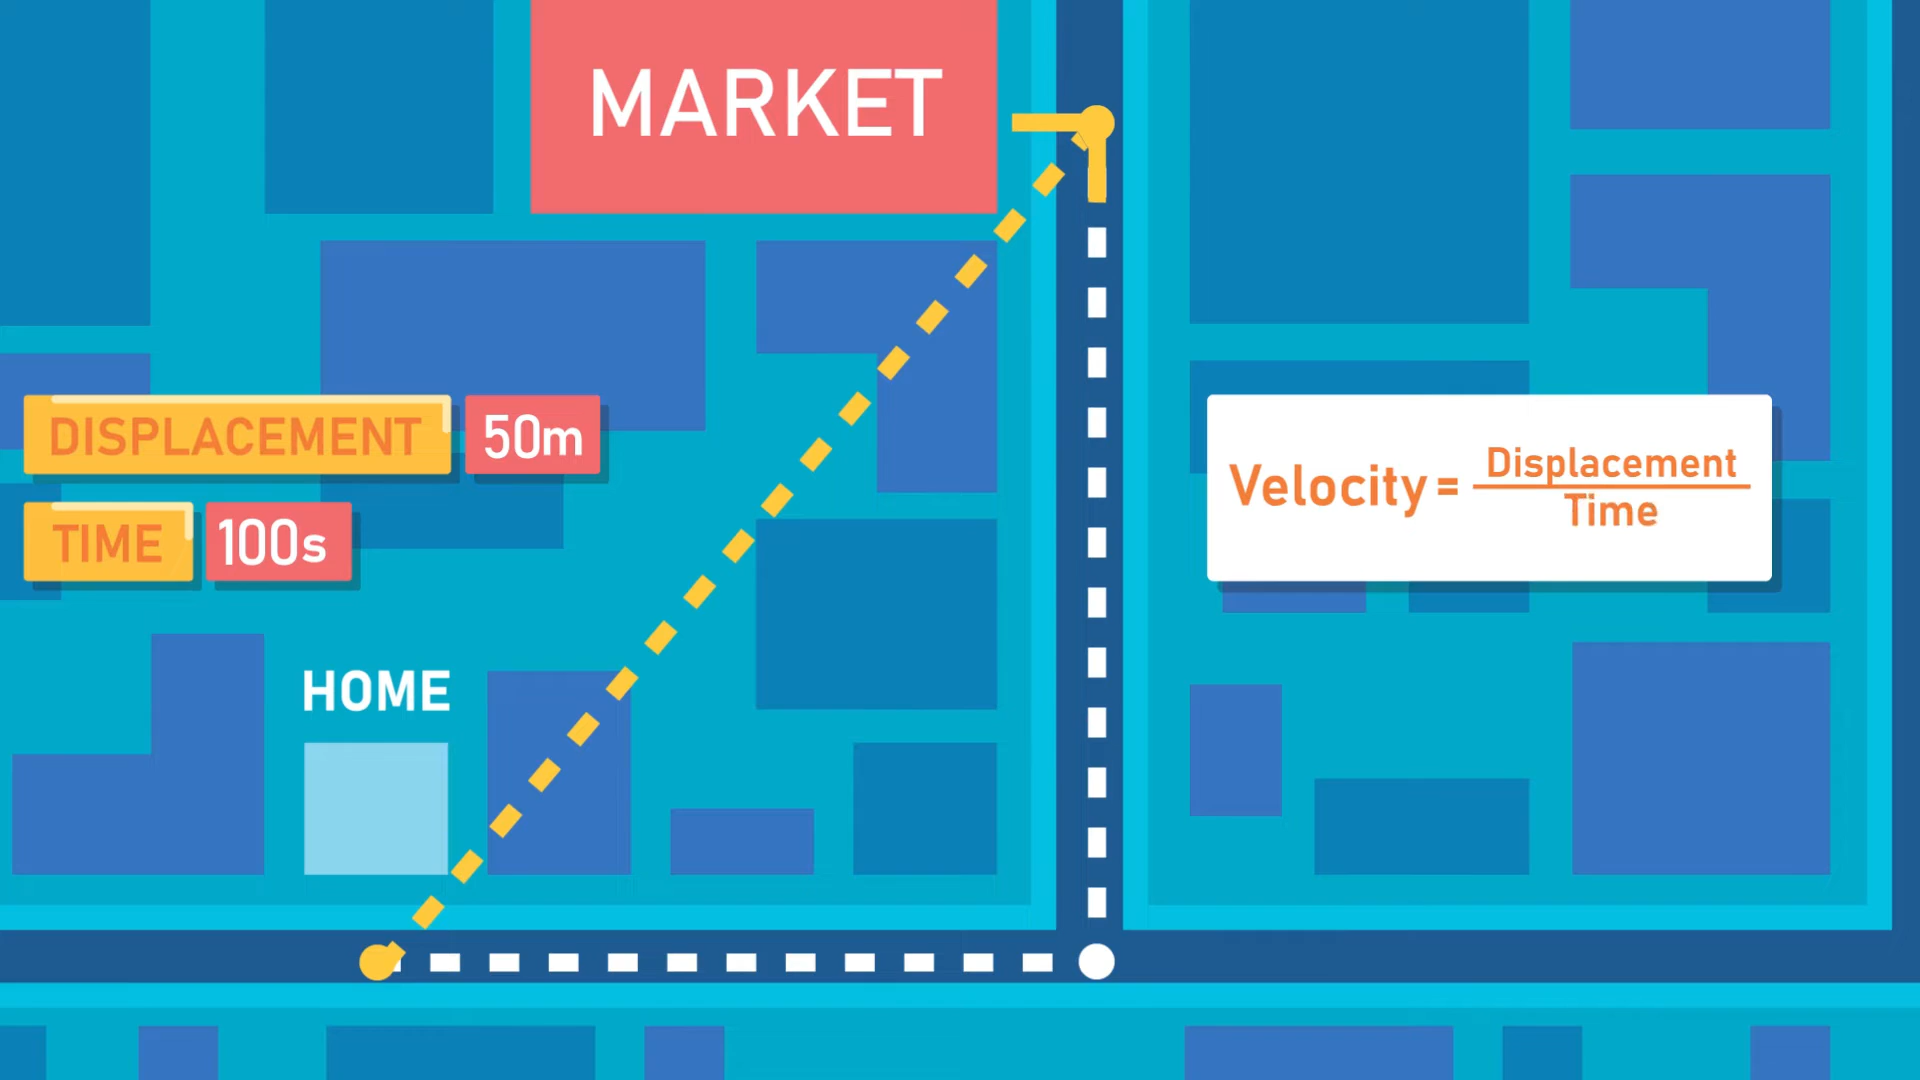 MARKET
DISPLACEMENT 50m
TIME 100s
Velocity = Displacement
Time
HOME